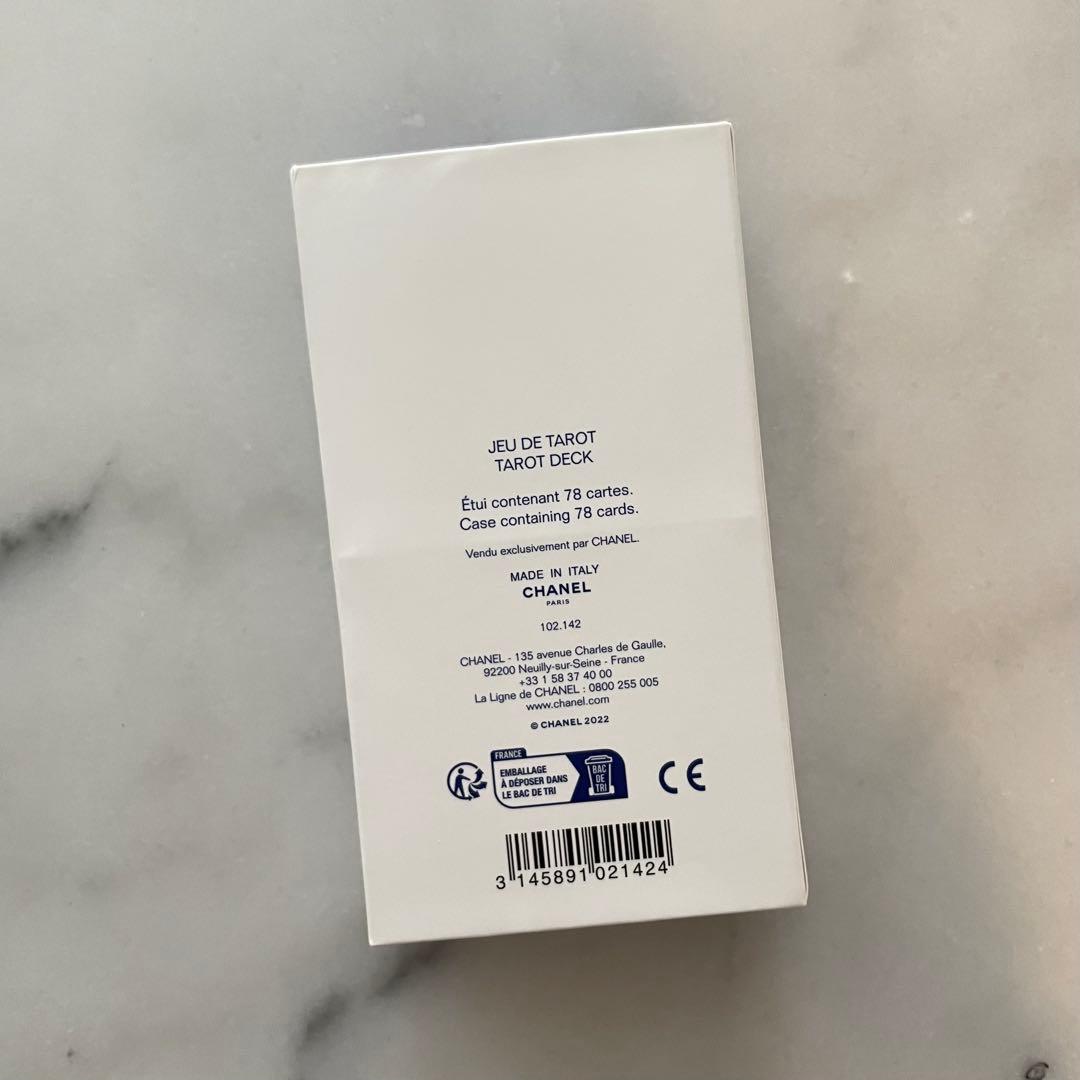 JEU DE TAROT
TAROT DECK
Étui contenant 78 cartes.
Case containing 78 cards.
Vendu exclusivement par CHANEL.
MADE IN ITALY
CHANEL
PARIS
102.142
CHANEL - 135 avenue Charles de Gaulle,
92200 Neuilly-sur-Seine - France
+33 1 58 37 40 00
La Ligne de CHANEL : 0800 255 005
www.chanel.com
© CHANEL 2022
FRANCE
EMBALLAGE
À DÉPOSER DANS
LE BAC DE TRI
BAC
DE
TRI
CE
3 145891 021424